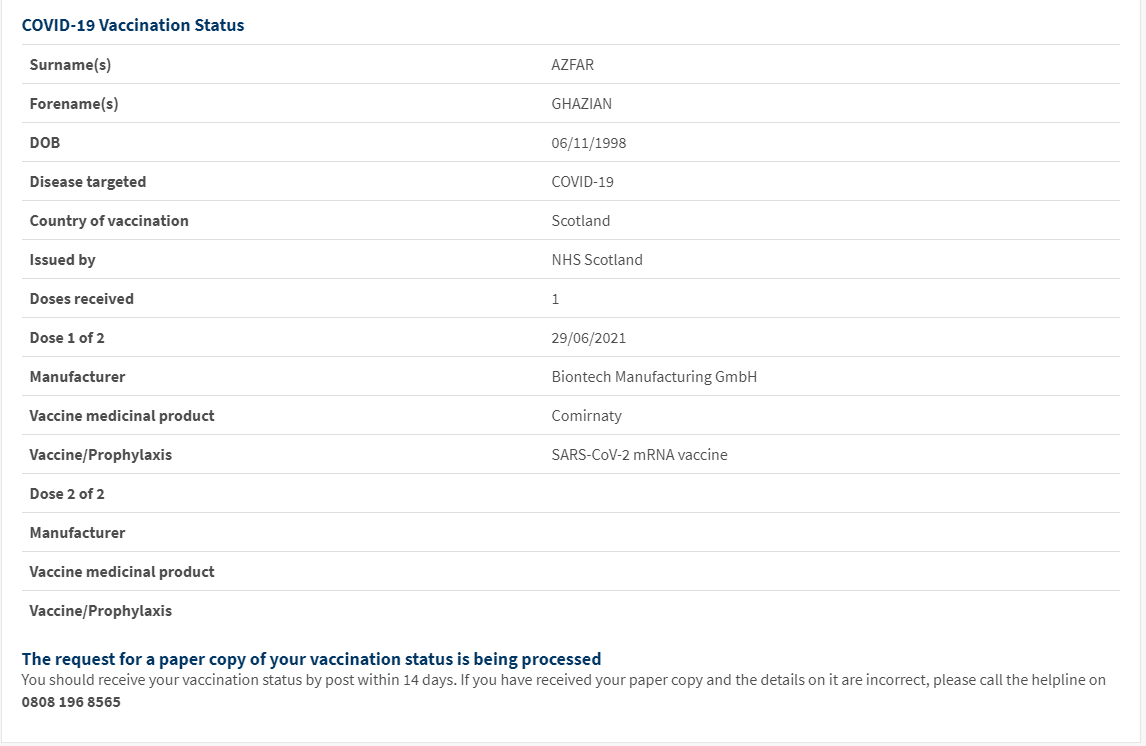 COVID-19 Vaccination Status
Surname(s) AZFAR
Forename(s) GHAZIAN
DOB 06/11/1998
Disease targeted COVID-19
Country of vaccination Scotland
Issued by NHS Scotland
Doses received 1
Dose 1 of 2 29/06/2021
Manufacturer Biontech Manufacturing GmbH
Vaccine medicinal product Comirnaty
Vaccine/Prophylaxis SARS-CoV-2 mRNA vaccine
Dose 2 of 2
Manufacturer
Vaccine medicinal product
Vaccine/Prophylaxis
The request for a paper copy of your vaccination status is being processed
You should receive your vaccination status by post within 14 days. If you have received your paper copy and the details on it are incorrect, please call the helpline on
0808 196 8565